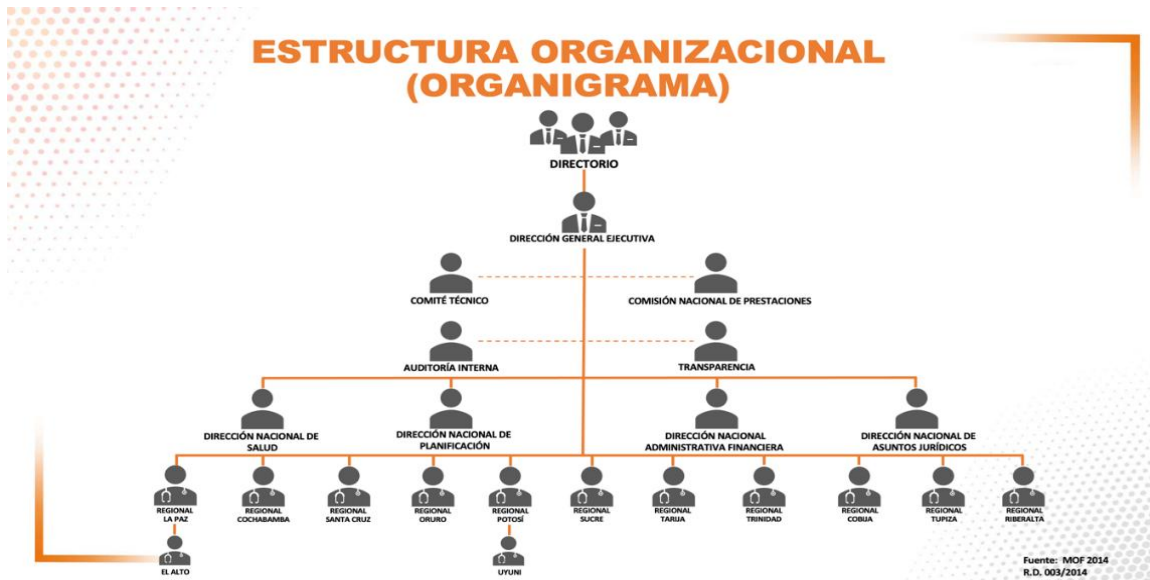 ESTRUCTURA ORGANIZACIONAL
(ORGANIGRAMA)
DIRECTORIO
DIRECCIÓN GENERAL EJECUTIVA
COMITÉ TÉCNICO
COMISIÓN NACIONAL DE PRESTACIONES
AUDITORÍA INTERNA
TRANSPARENCIA
DIRECCIÓN NACIONAL DE
SALUD
DIRECCIÓN NACIONAL DE
PLANIFICACIÓN
DIRECCIÓN NACIONAL
ADMINISTRATIVA FINANCIERA
DIRECCIÓN NACIONAL DE
ASUNTOS JURÍDICOS
REGIONAL
LA PAZ
REGIONAL
COCHABAMBA
REGIONAL
SANTA CRUZ
REGIONAL
ORURO
REGIONAL
POTOSÍ
REGIONAL
SUCRE
REGIONAL
TARIJA
REGIONAL
TRINIDAD
REGIONAL
COBIJA
REGIONAL
TUPIZA
REGIONAL
RIBERALTA
EL ALTO
UYUNI
Fuente: MOF 2014
R.D. 003/2014